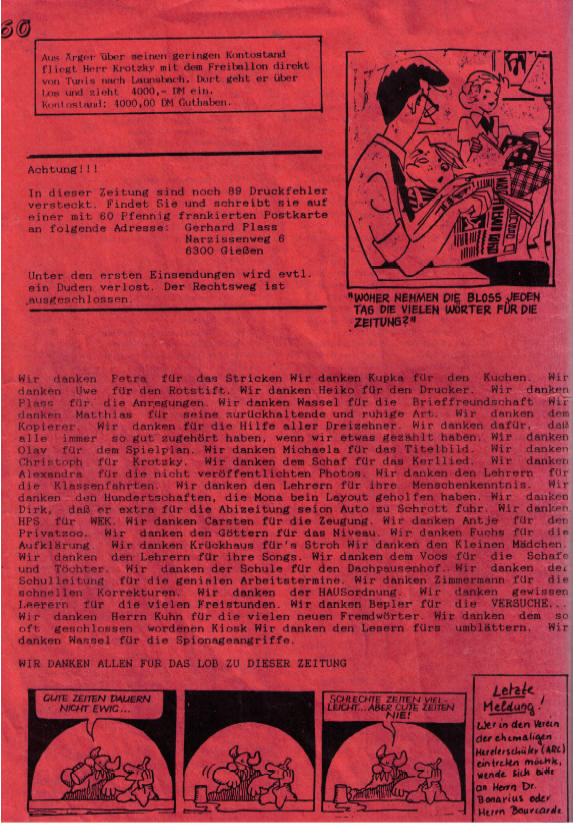 60
Aus Ärger über seinen geringen Kontostand
fliegt Herr Krotzky mit dem Freiballon direkt
von Tunis nach Launsbach. Dort geht er über
Los und zieht 4000,- DM ein.
Kontostand: 4000,00 DM Guthaben.
Achtung!!!
In dieser Zeitung sind noch 89 Druckfehler
versteckt. Findet Sie und schreibt sie auf
einer mit 60 Pfennig frankierten Postkarte
an folgende Adresse: Gerhard Plass
Narzissenweg 6
6300 Gießen
Unter den ersten Einsendungen wird evtl.
ein Duden verlost. Der Rechtsweg ist
ausgeschlossen.
"WOHER NEHMEN DIE BLOSS JEDEN
TAG DIE VIELEN WÖRTER FÜR DIE
ZEITUNG?"
Wir danken Petra für das Stricken Wir danken Kupka für den Kuchen. Wir
danken Uwe für den Rotstift. Wir danken Heiko für den Drucker. Wir danken
Plass für die Anregungen. Wir danken Wassel für die Brieffreundschaft Wir
danken Matthias für seine zurückhaltende und ruhige Art. Wir danken dem
Kopierer. Wir danken für die Hilfe aller Dreizehner. Wir danken dafür, daß
alle immer so gut zugehört haben, wenn wir etwas gezählt haben. Wir danken
Olav für dem Spielplan. Wir danken Michaela für das Titelbild. Wir danken
Christoph für Krotzky. Wir danken dem Schaf für das Kerllied. Wir danken
Alexandra für die nicht veröffentlichten Photos. Wir danken den Lehrern für
die Klassenfahrten. Wir danken den Lehrern für ihre Menschenkenntnis. Wir
danken den Hundertschaften, die Mona beim Layout geholfen haben. Wir danken
Dirk, daß er extra für die Abizeitung seion Auto zu Schrott fuhr. Wir danken
HPS für WEK. Wir danken Carsten für die Zeugung. Wir danken Antje für den
Privatzoo. Wir danken den Göttern für das Niveau. Wir danken Fuchs für die
Aufklärung Wir danken Krückhaus für's Stroh Wir danken den Kleinen Mädchen.
Wir danken den Lehrerrn für ihre Songs. Wir danken dem Voos für die Schafe
und Töchter. Wir danken der Schule für den Dachpausenhof. Wir danken der
Schulleitung für die genialen Arbeitstermine. Wir danken Zimmermann für die
schnellen Korrekturen. Wir danken der HAUSordnung. Wir danken gewissen
Leerern für die vielen Freistunden. Wir danken Bepler für die VERSUCHE...
Wir danken Herrn Kuhn für die vielen neuen Fremdwörter. Wir danken dem so
oft geschlossen wordenen Kiosk Wir danken den Lesern fürs umblättern. Wir
danken Wassel für die Spionageangriffe.
WIR DANKEN ALLEN FÜR DAS LOB ZU DIESER ZEITUNG
GUTE ZEITEN DAUERN
NICHT EWIG...
SCHLECHTE ZEITEN VIEL-
LEICHT...ABER GUTE ZEITEN
NIE!
Letzte
Meldung!
Wer in den Verein
der ehemaligen
Herderschüler (ARC)
eintreten möchte,
wende sich bitte
an Herrn Dr.
Bonarius oder
Herrn Bourcarde.